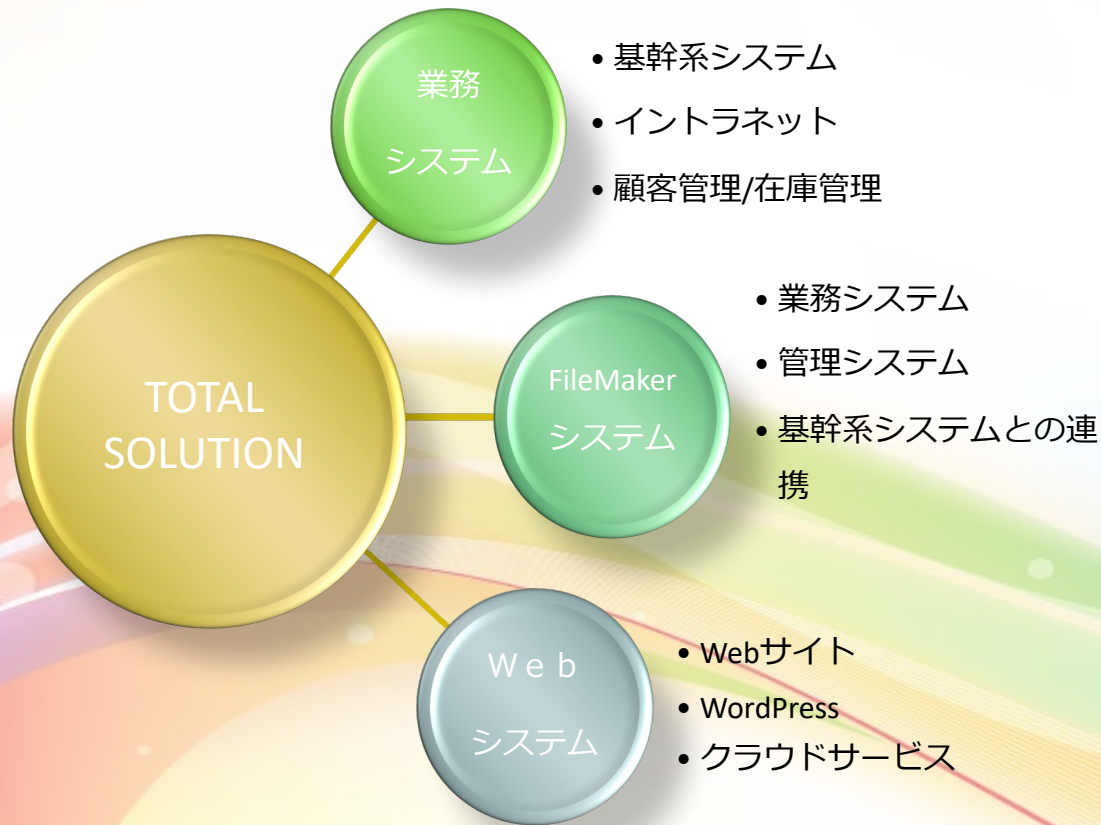 業務
システム
• 基幹系システム
• イントラネット
• 顧客管理/在庫管理
TOTAL
SOLUTION
FileMaker
システム
• 業務システム
• 管理システム
• 基幹系システムとの連
携
Ｗｅｂ
システム
• Webサイト
• WordPress
• クラウドサービス